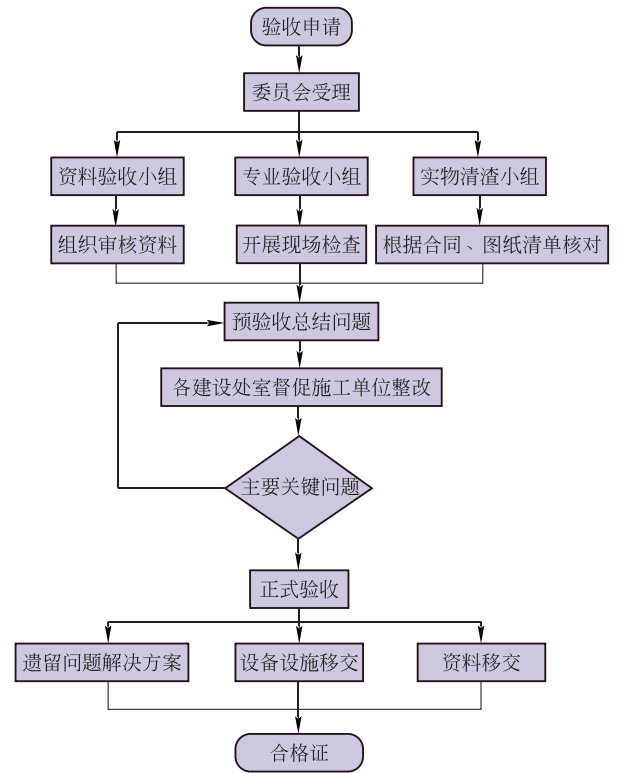 验收申请
委员会受理
资料验收小组
专业验收小组
实物清渣小组
组织审核资料
开展现场检查
根据合同、图纸清单核对
预验收总结问题
各建设处室督促施工单位整改
主要关键问题
正式验收
遗留问题解决方案
设备设施移交
资料移交
合格证